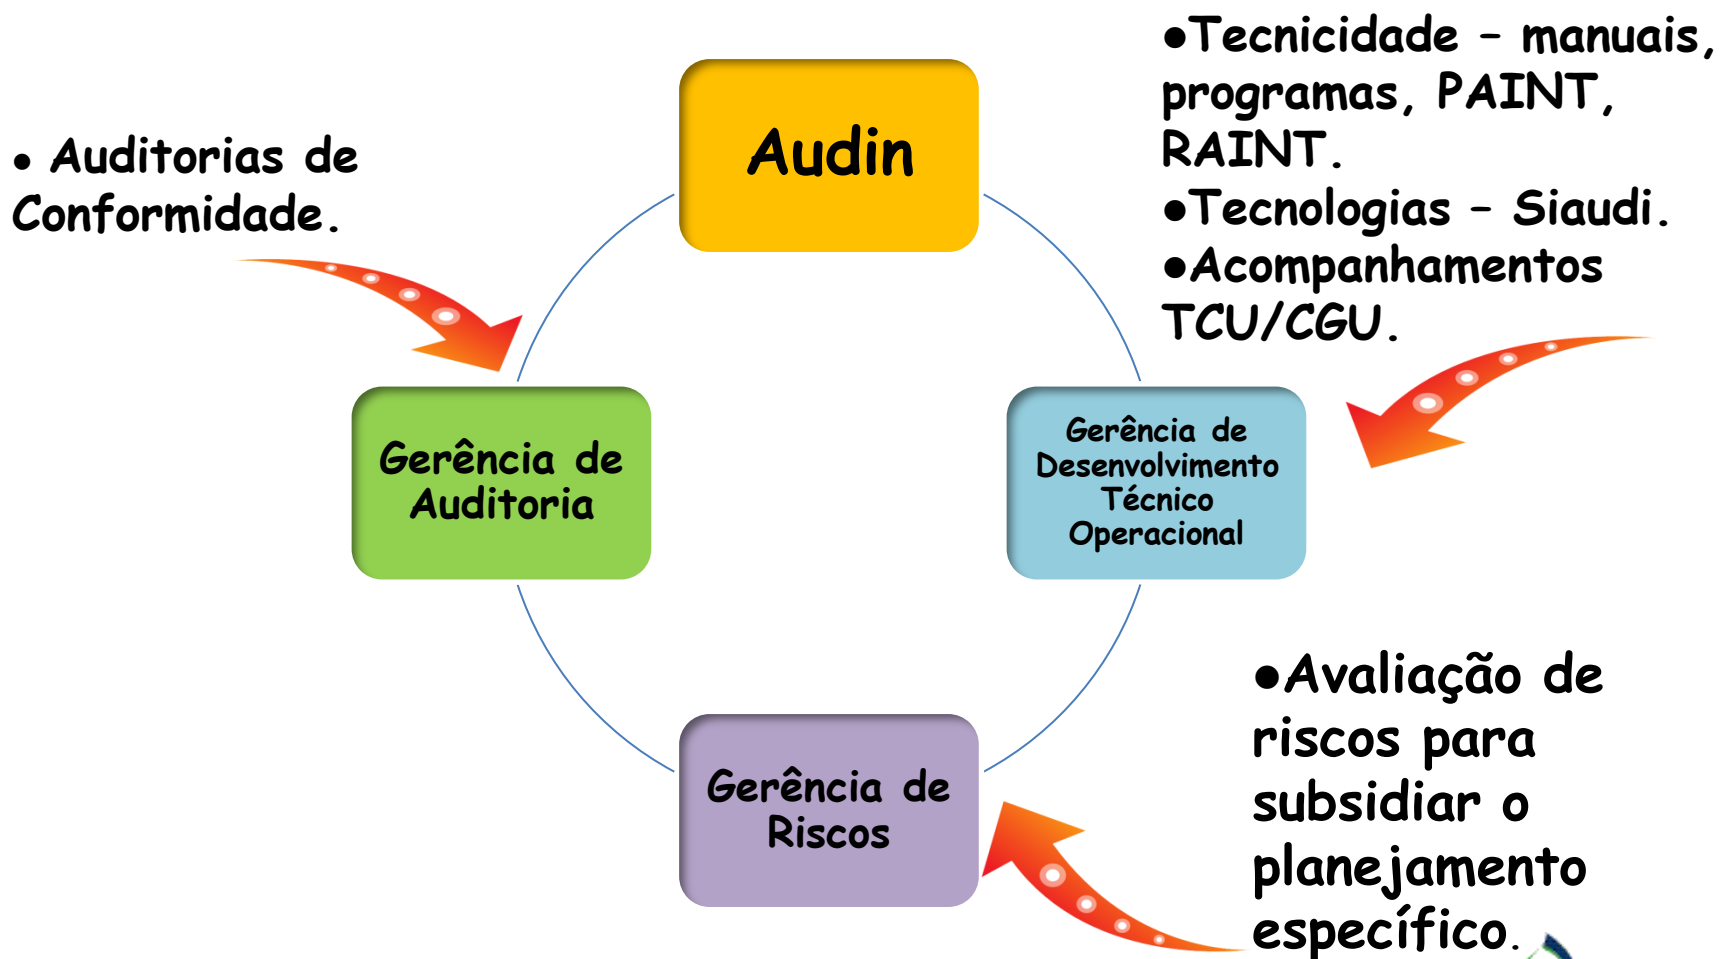 ● Auditorias de
Conformidade.
Audin
●Tecnicidade – manuais,
programas, PAINT,
RAINT.
●Tecnologias – Siaudi.
●Acompanhamentos
TCU/CGU.
Gerência de
Auditoria
Gerência de
Desenvolvimento
Técnico
Operacional
Gerência de
Riscos
●Avaliação de
riscos para
subsidiar o
planejamento
específico.